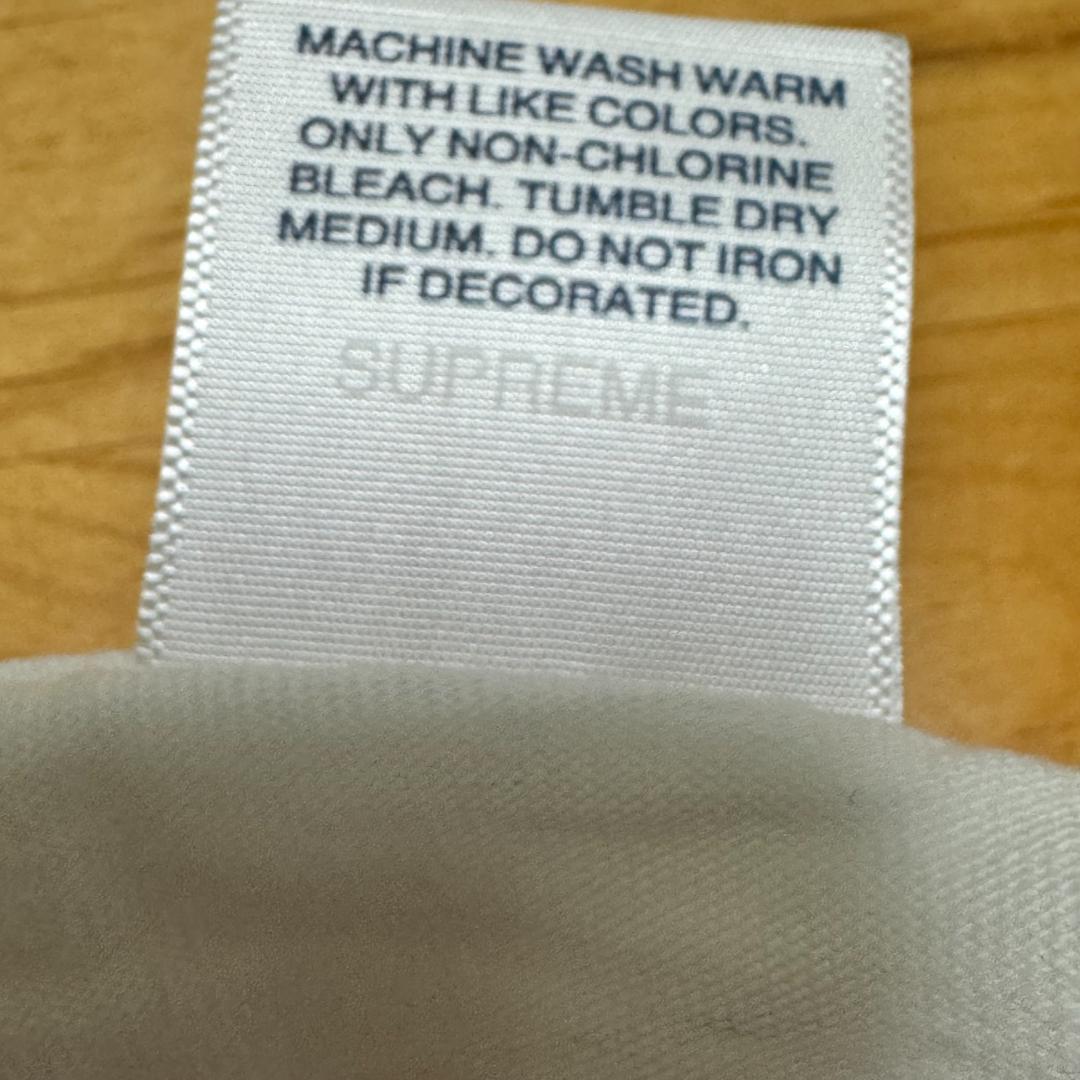 MACHINE WASH WARM
WITH LIKE COLORS.
ONLY NON-CHLORINE
BLEACH. TUMBLE DRY
MEDIUM. DO NOT IRON
IF DECORATED.
SUPREME